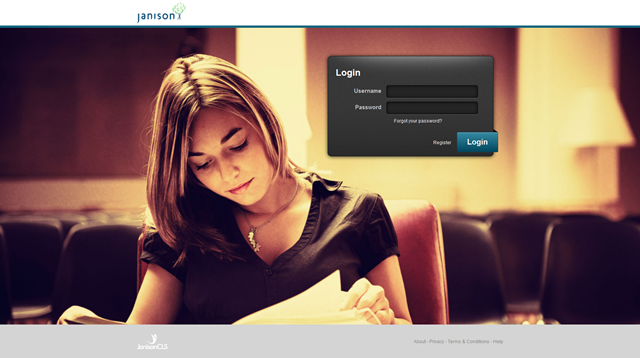 janison
Login
Username
Password
Forgot your password?
Register
Login
JanisonCLS
About - Privacy - Terms & Conditions - Help